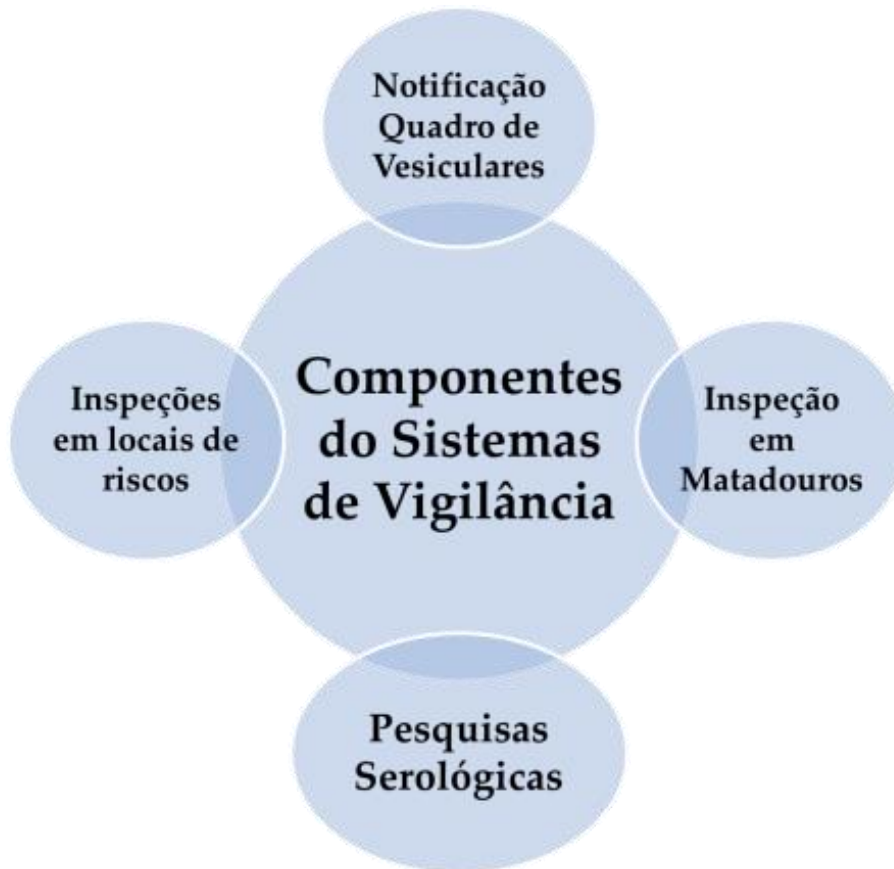 Notificação
Quadro de
Vesiculares
Inspeções
em locais de
riscos
Componentes
do Sistemas
de Vigilância
Inspeção
em
Matadouros
Pesquisas
Serológicas